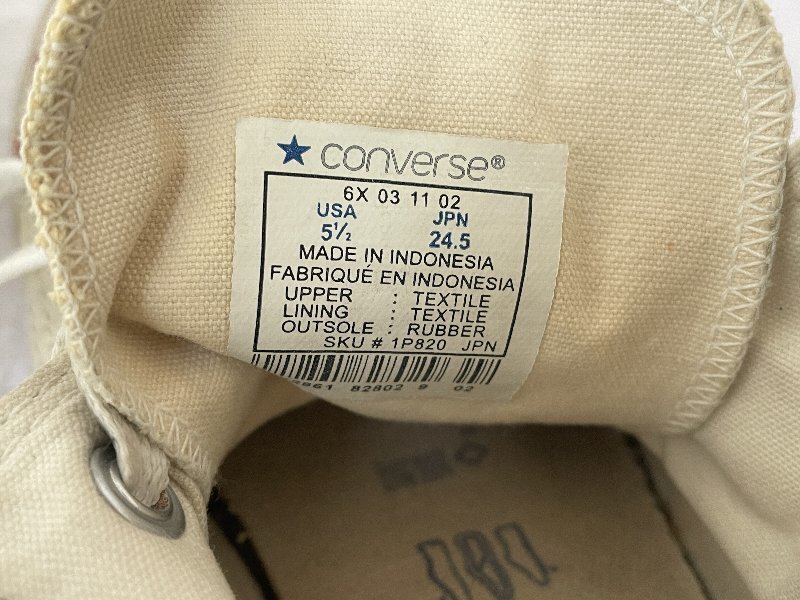 ★ CONVERSE®
6X 03 11 02
USA JPN
5½ 24.5
MADE IN INDONESIA
FABRIQUÉ EN INDONESIA
UPPER : TEXTILE
LINING : TEXTILE
OUTSOLE : RUBBER
SKU # 1P820 JPN
82802 9 02